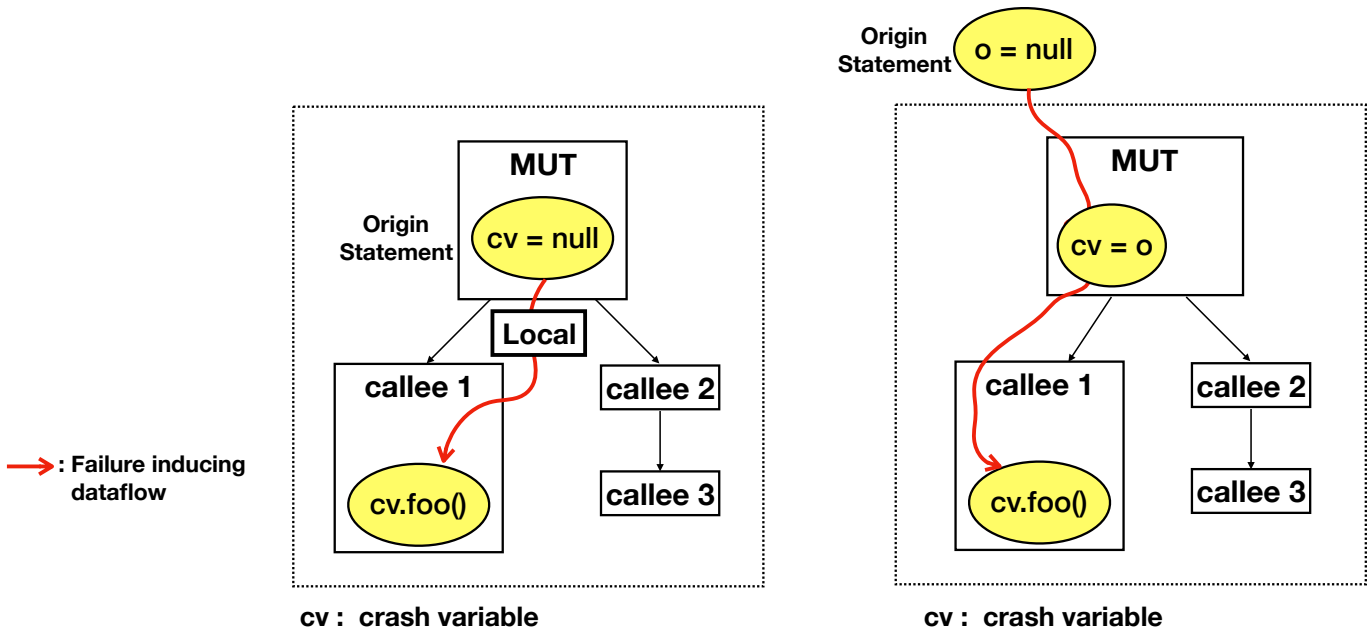 Origin
Statement
o = null
MUT
Origin
Statement
cv = null
Local
callee 1
callee 2
callee 3
cv.foo()
: Failure inducing
dataflow
cv : crash variable
MUT
cv = o
callee 1
callee 2
callee 3
cv.foo()
cv : crash variable